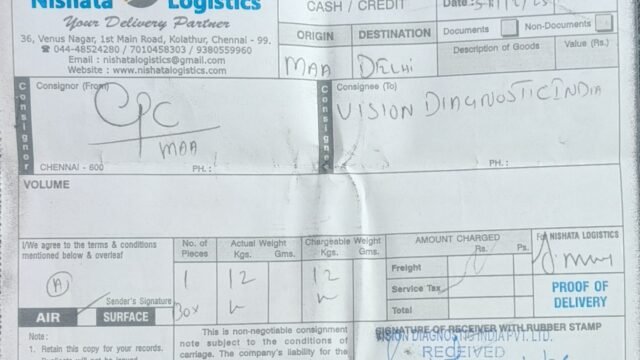 Nishata Logistics
Your Delivery Partner
36, Venus Nagar, 1st Main Road, Kolathur, Chennai - 99.
☎ 044-48524280 / 7010458303 / 9380559960
Email : nishatalogistics@gmail.com
Website : www.nishatalogistics.com
CASH / CREDIT
Date :
ORIGIN DESTINATION
MAA DELHI
Documents Non-Documents
Description of Goods Value (Rs.)
Consignor
Consignor (From)
CPC
MAA
CHENNAI - 600 PH. :
Consignee (To)
VISION DIAGNOSTIC INDIA
PH. :
VOLUME
I/We agree to the terms & conditions
mentioned below & overleaf
A
Sender's Signature
AIR SURFACE
No. of Pieces
Actual Weight
Kgs. Gms.
Chargeable Weight
Kgs. Gms.
1 12 12
Box
AMOUNT CHARGED
Rs. Ps.
Freight
Service Tax
Total
For NISHATA LOGISTICS
PROOF OF
DELIVERY
Note :
1. Retain this copy for your records.
This is non-negotiable consignment
note subject to the conditions of
carriage. The company's liability for the
SIGNATURE OF RECEIVER WITH RUBBER STAMP
VISION DIAGNOSTIC INDIA PVT. LTD.
RECEIVED